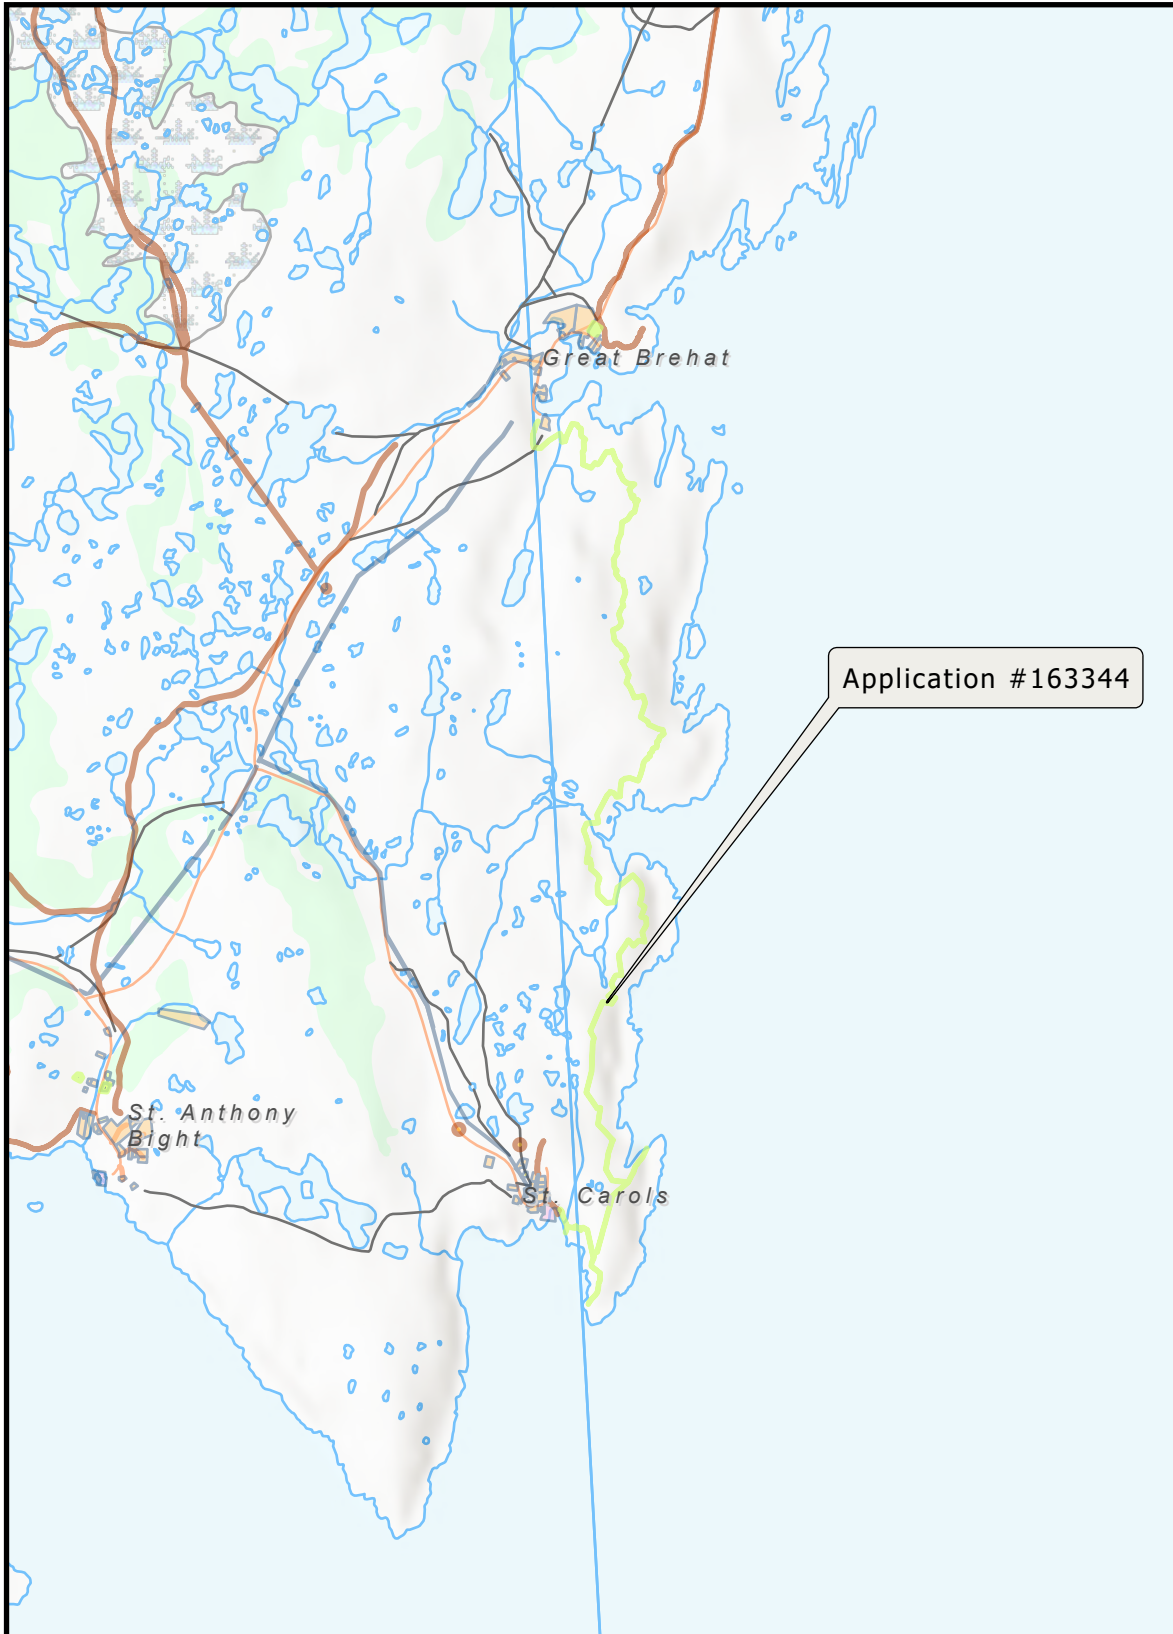 Great Brehat
Application #163344
St. Anthony
Bight
St. Carols